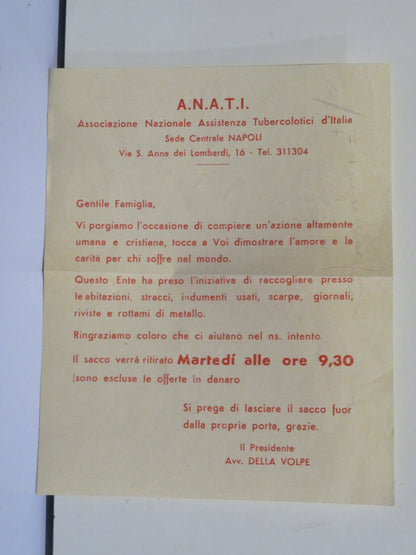 A.N.A.T.I.
Associazione Nazionale Assistenza Tubercolotici d'Italia
Sede Centrale NAPOLI
Via S. Anna dei Lombardi, 16 - Tel. 311304
Gentile Famiglia,
Vi porgiamo l'occasione di compiere un'azione altamente
umana e cristiana, tocca a Voi dimostrare l'amore e la
carità per chi soffre nel mondo.
Questo Ente ha preso l'iniziativa di raccogliere presso
le abitazioni, stracci, indumenti usati, scarpe, giornali,
riviste e rottami di metallo.
Ringraziamo coloro che ci aiutano nel ns. intento.
Il sacco verrà ritirato Martedí alle ore 9,30
(sono escluse le offerte in danaro
Si prega di lasciare il sacco fuor
dalla propria porta, grazie.
Il Presidente
Avv. DELLA VOLPE